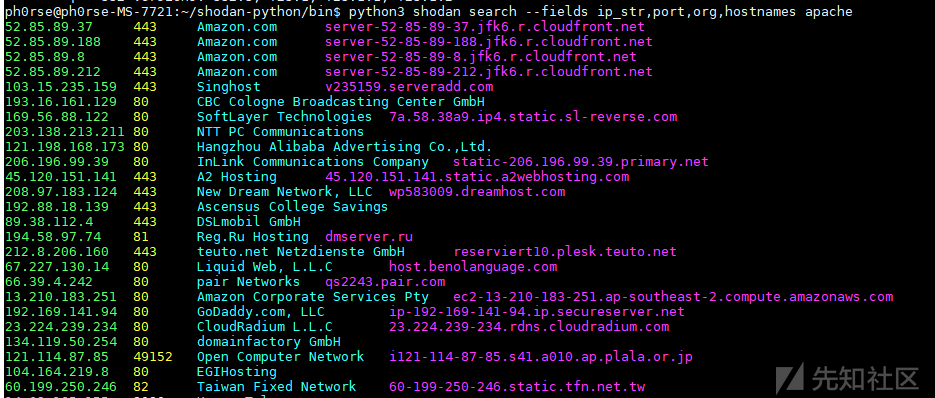 ph0rse@ph0rse-MS-7721:~/shodan-python/bin$ python3 shodan search --fields ip_str,port,org,hostnames apache
52.85.89.37 443 Amazon.com server-52-85-89-37.jfk6.r.cloudfront.net
52.85.89.188 443 Amazon.com server-52-85-89-188.jfk6.r.cloudfront.net
52.85.89.8 443 Amazon.com server-52-85-89-8.jfk6.r.cloudfront.net
52.85.89.212 443 Amazon.com server-52-85-89-212.jfk6.r.cloudfront.net
103.15.235.159 443 Singhost v235159.serveradd.com
193.16.161.129 80 CBC Cologne Broadcasting Center GmbH
169.56.88.122 80 SoftLayer Technologies 7a.58.38a9.ip4.static.sl-reverse.com
203.138.213.211 80 NTT PC Communications
121.198.168.173 80 Hangzhou Alibaba Advertising Co.,Ltd.
206.196.99.39 80 InLink Communications Company static-206.196.99.39.primary.net
45.120.151.141 443 A2 Hosting 45.120.151.141.static.a2webhosting.com
208.97.183.124 443 New Dream Network, LLC wp583009.dreamhost.com
192.88.18.139 443 Ascensus College Savings
89.38.112.4 443 DSLmobil GmbH
194.58.97.74 81 Reg.Ru Hosting dmserver.ru
212.8.206.160 443 teuto.net Netzdienste GmbH reserviert10.plesk.teuto.net
67.227.130.14 80 Liquid Web, L.L.C host.benolanguage.com
66.39.4.242 80 pair Networks qs2243.pair.com
13.210.183.251 80 Amazon Corporate Services Pty ec2-13-210-183-251.ap-southeast-2.compute.amazonaws.com
192.169.141.94 80 GoDaddy.com, LLC ip-192-169-141-94.ip.secureserver.net
23.224.239.234 80 CloudRadium L.L.C 23.224.239-234.rdns.cloudradium.com
134.119.50.254 80 domainfactory GmbH
121.114.87.85 49152 Open Computer Network i121-114-87-85.s41.a010.ap.plala.or.jp
104.164.219.8 80 EGIHosting
60.199.250.246 82 Taiwan Fixed Network 60-199-250-246.static.tfn.net.tw
先知社区